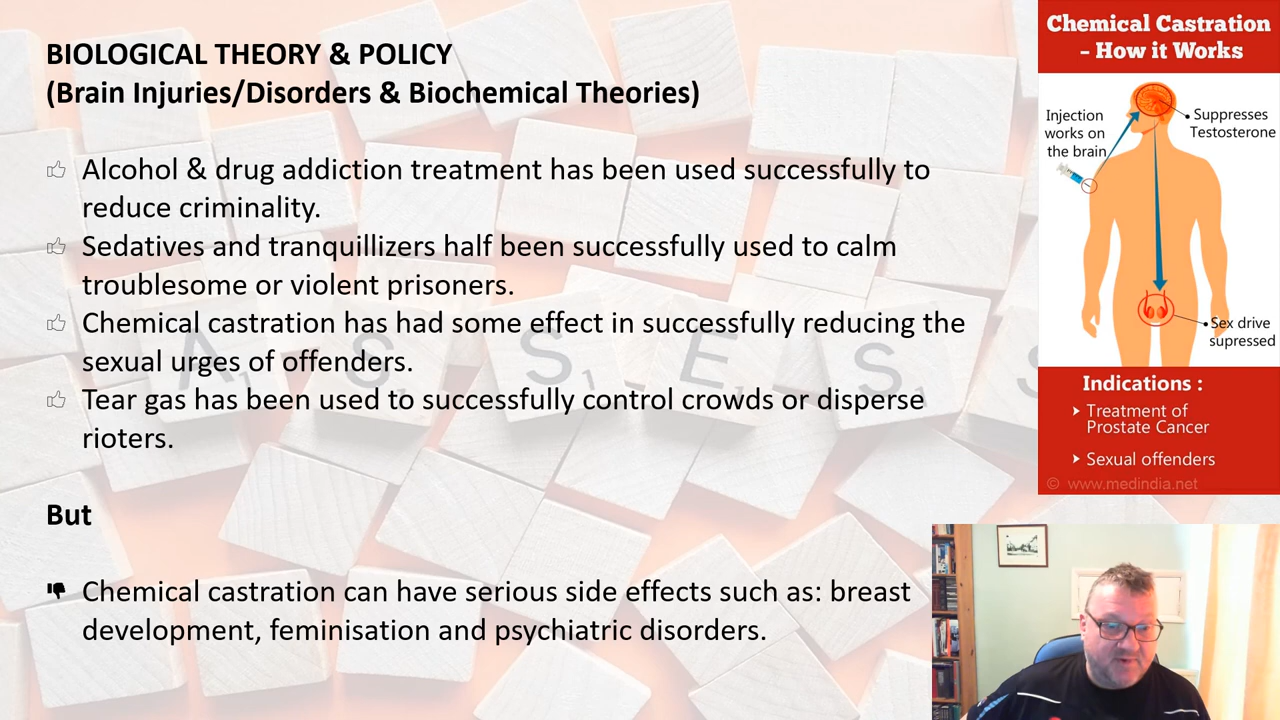 BIOLOGICAL THEORY & POLICY
(Brain Injuries/Disorders & Biochemical Theories)
Alcohol & drug addiction treatment has been used successfully to
reduce criminality.
Sedatives and tranquillizers half been successfully used to calm
troublesome or violent prisoners.
Chemical castration has had some effect in successfully reducing the
sexual urges of offenders.
Tear gas has been used to successfully control crowds or disperse
rioters.
But
Chemical castration can have serious side effects such as: breast
development, feminisation and psychiatric disorders.
Chemical Castration
– How it Works
Injection
works on
the brain
Suppresses
Testosterone
Sex drive
supressed
Indications :
Treatment of
Prostate Cancer
Sexual offenders
© www.medindia.net
A1 S1 S1 E1 S1 S